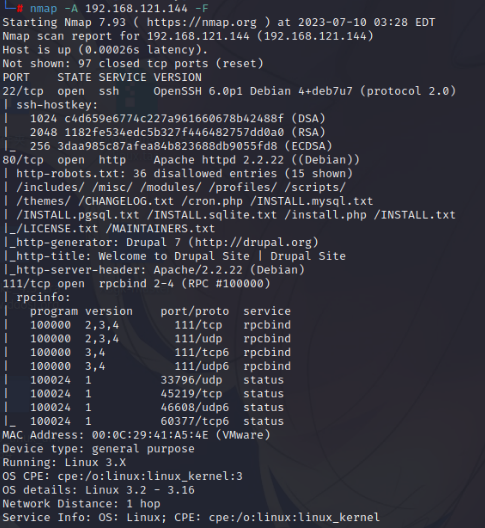 # nmap -A 192.168.121.144 -F
Starting Nmap 7.93 ( https://nmap.org ) at 2023-07-10 03:28 EDT
Nmap scan report for 192.168.121.144 (192.168.121.144)
Host is up (0.00026s latency).
Not shown: 97 closed tcp ports (reset)
PORT    STATE SERVICE VERSION
22/tcp  open  ssh     OpenSSH 6.0p1 Debian 4+deb7u7 (protocol 2.0)
| ssh-hostkey:
|   1024 c4d659e6774c227a961660678b42488f (DSA)
|   2048 1182fe534edc5b327f446482757dd0a0 (RSA)
|_  256 3daa985c87afea84b823688db9055fd8 (ECDSA)
80/tcp  open  http    Apache httpd 2.2.22 ((Debian))
| http-robots.txt: 36 disallowed entries (15 shown)
| /includes/ /misc/ /modules/ /profiles/ /scripts/
| /themes/ /CHANGELOG.txt /cron.php /INSTALL.mysql.txt
| /INSTALL.pgsql.txt /INSTALL.sqlite.txt /install.php /INSTALL.txt
|_/LICENSE.txt /MAINTAINERS.txt
|_http-generator: Drupal 7 (http://drupal.org)
|_http-title: Welcome to Drupal Site | Drupal Site
|_http-server-header: Apache/2.2.22 (Debian)
111/tcp open  rpcbind 2-4 (RPC #100000)
| rpcinfo:
|   program version    port/proto  service
|   100000  2,3,4        111/tcp   rpcbind
|   100000  2,3,4        111/udp   rpcbind
|   100000  3,4          111/tcp6  rpcbind
|   100000  3,4          111/udp6  rpcbind
|   100024  1          33796/udp   status
|   100024  1          45219/tcp   status
|   100024  1          46608/udp6  status
|_  100024  1          60377/tcp6  status
MAC Address: 00:0C:29:41:A5:4E (VMware)
Device type: general purpose
Running: Linux 3.X
OS CPE: cpe:/o:linux:linux_kernel:3
OS details: Linux 3.2 - 3.16
Network Distance: 1 hop
Service Info: OS: Linux; CPE: cpe:/o:linux:linux_kernel